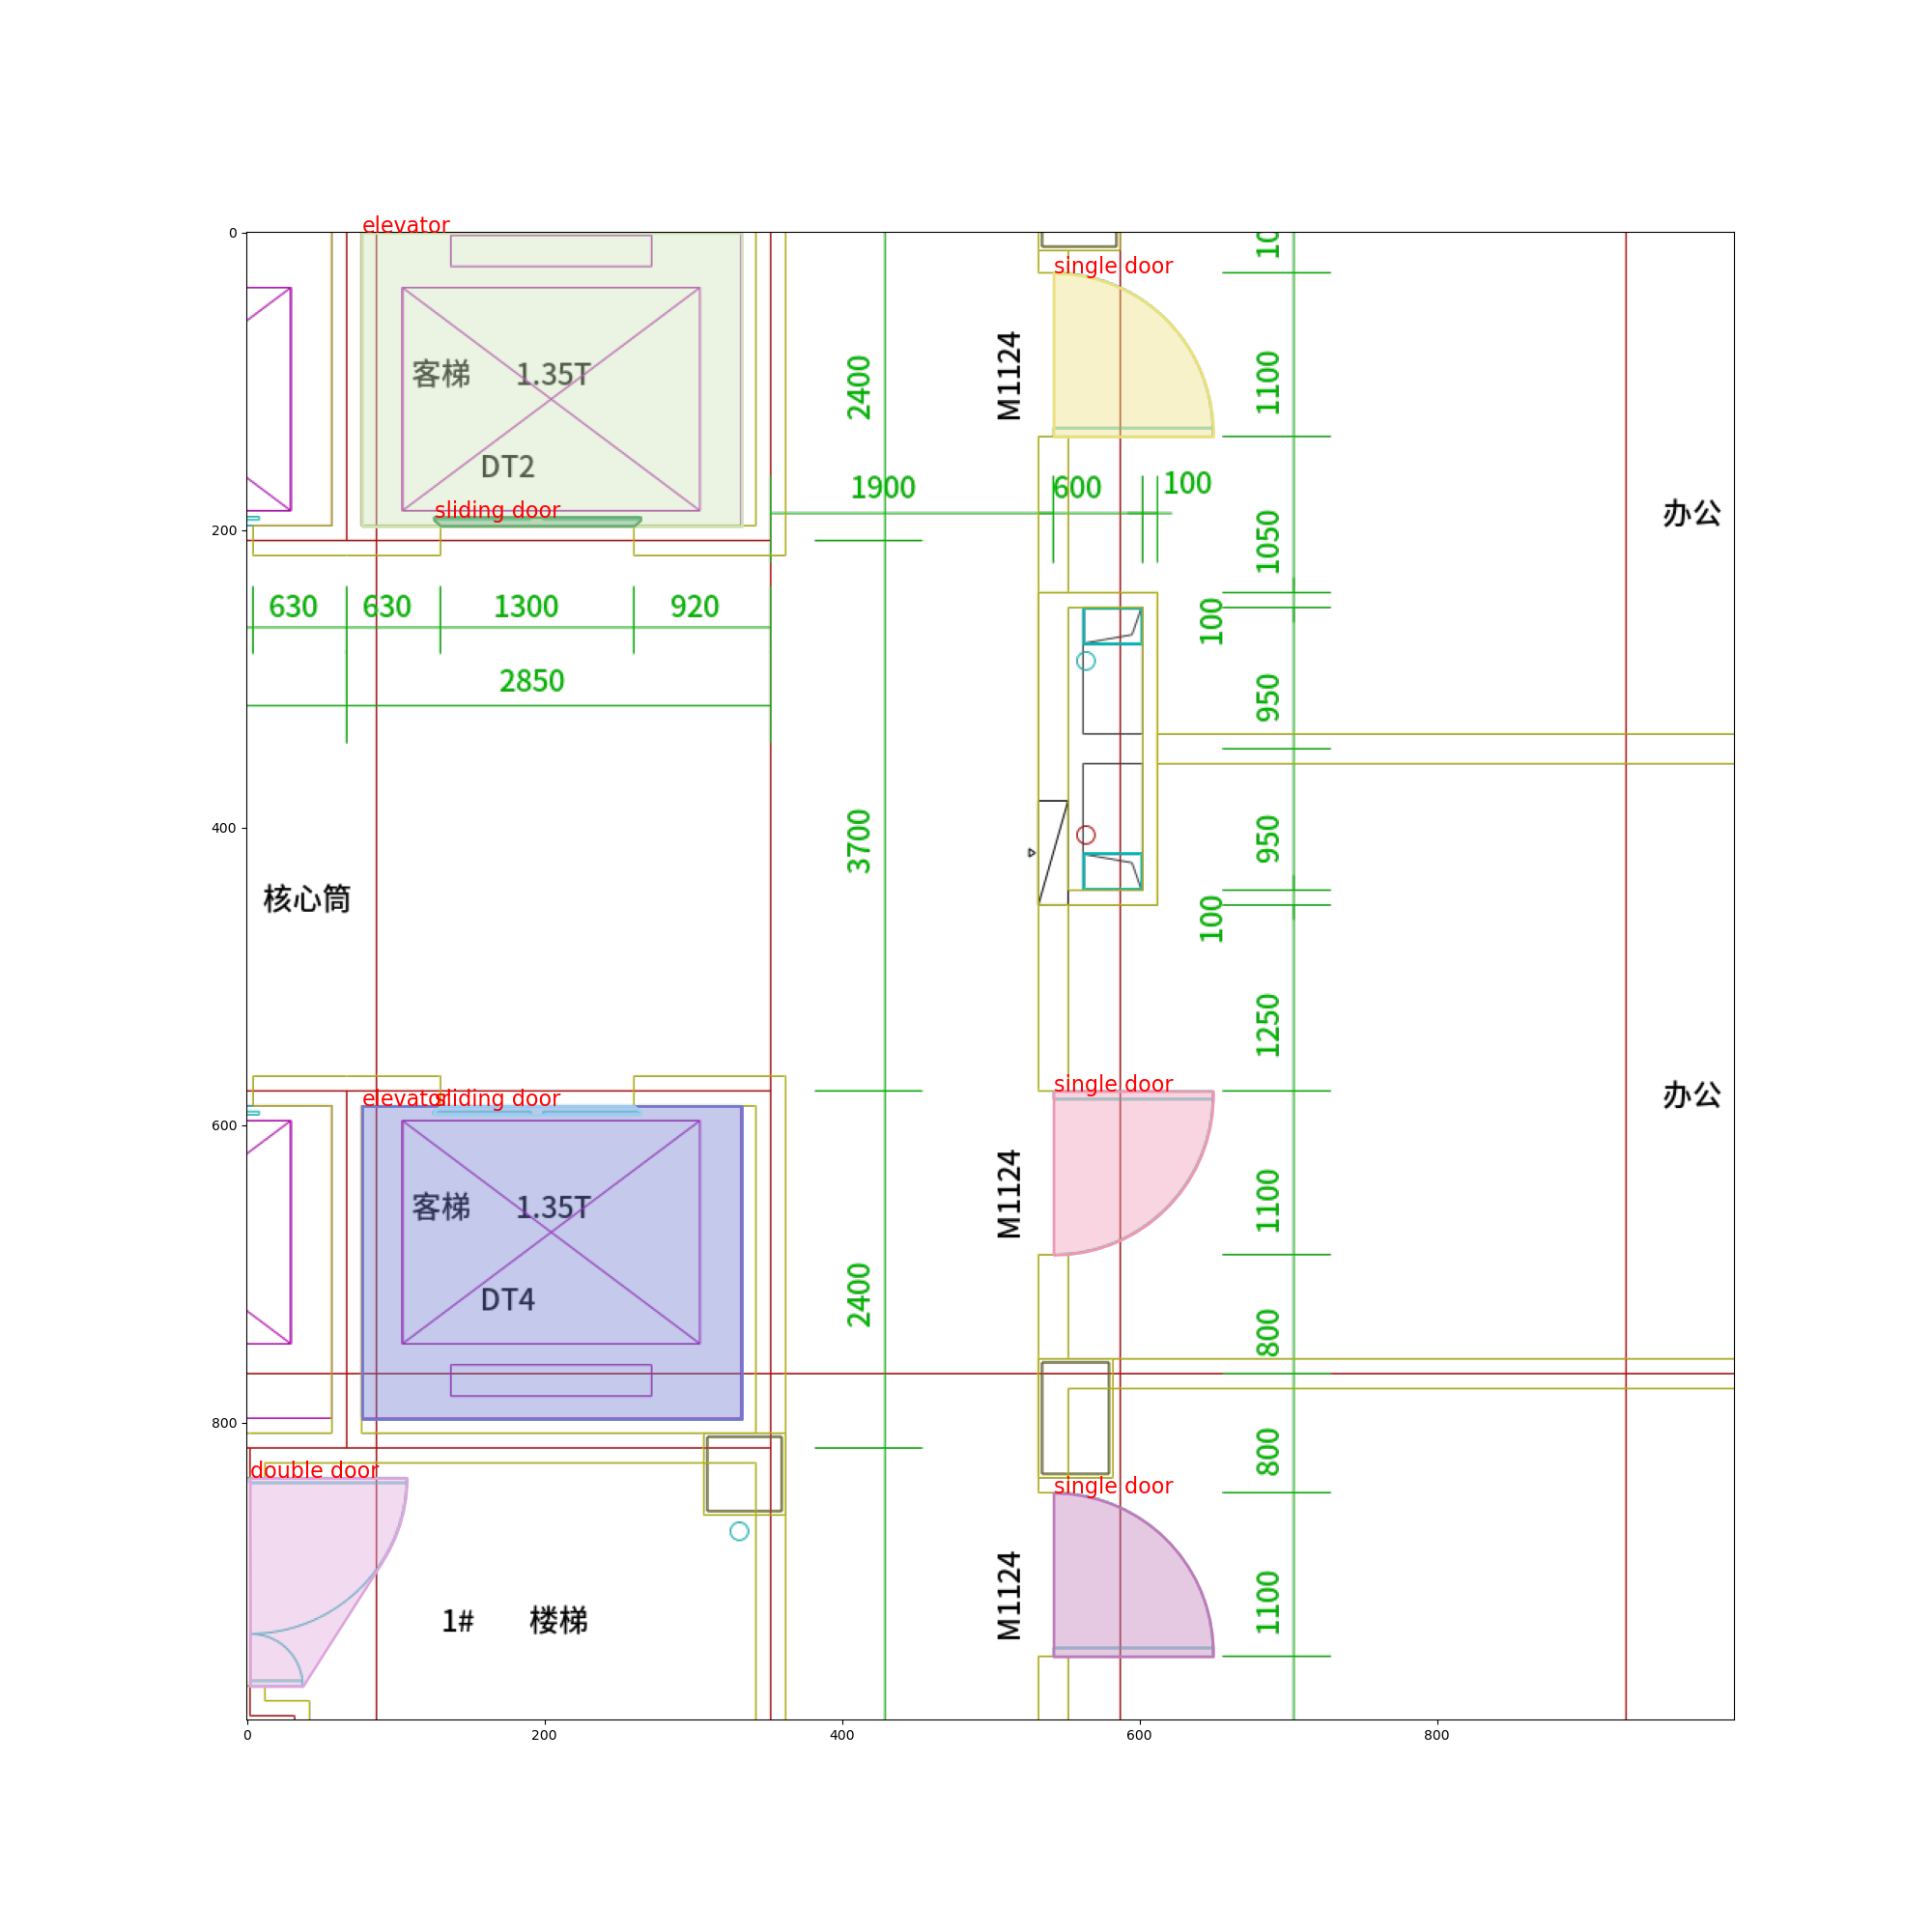 elevator
10
single door
客梯 1.35T
2400
M1124
1100
DT2
1900
600
100
sliding door
办公
1050
0
200
400
600
800
630
630
1300
920
100
2850
950
3700
950
核心筒
100
1250
elevator
sliding door
single door
办公
客梯 1.35T
M1124
1100
DT4
2400
800
double door
800
single door
1# 楼梯
M1124
1100
0
200
400
600
800